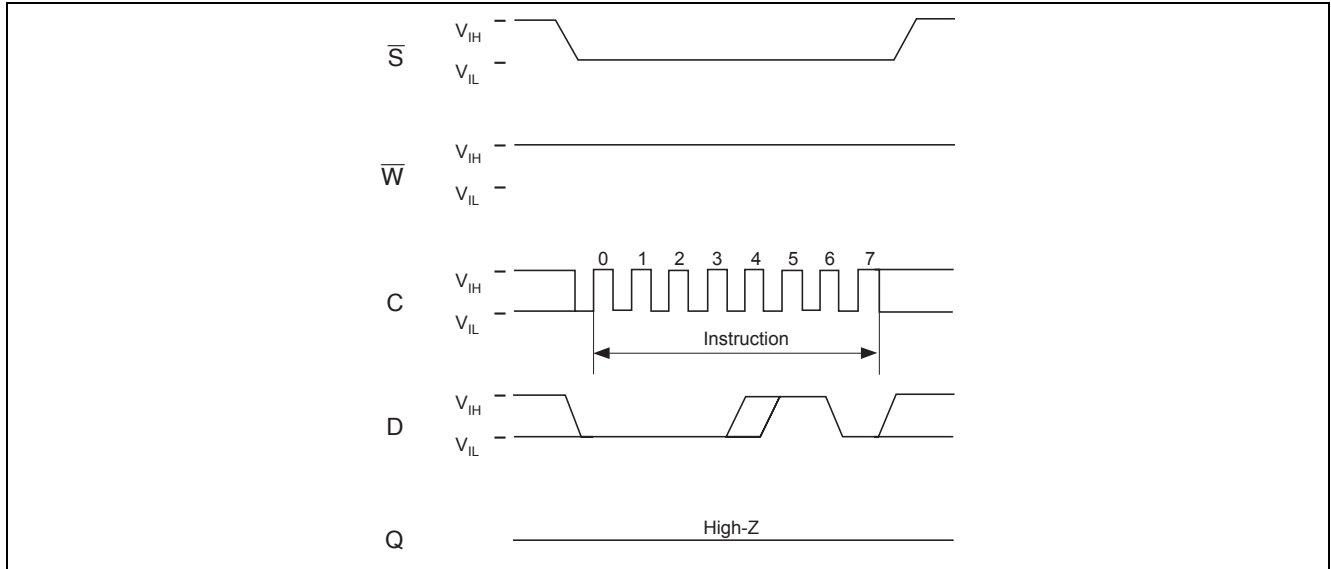 S̅
V_IH
V_IL
W̅
V_IH
V_IL
C
V_IH
V_IL
0 1 2 3 4 5 6 7
Instruction
D
V_IH
V_IL
Q
High-Z